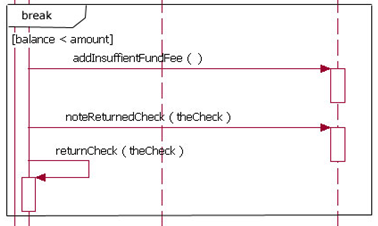 break
[balance < amount]
addInsuffientFundFee ( )
noteReturnedCheck ( theCheck )
returnCheck ( theCheck )